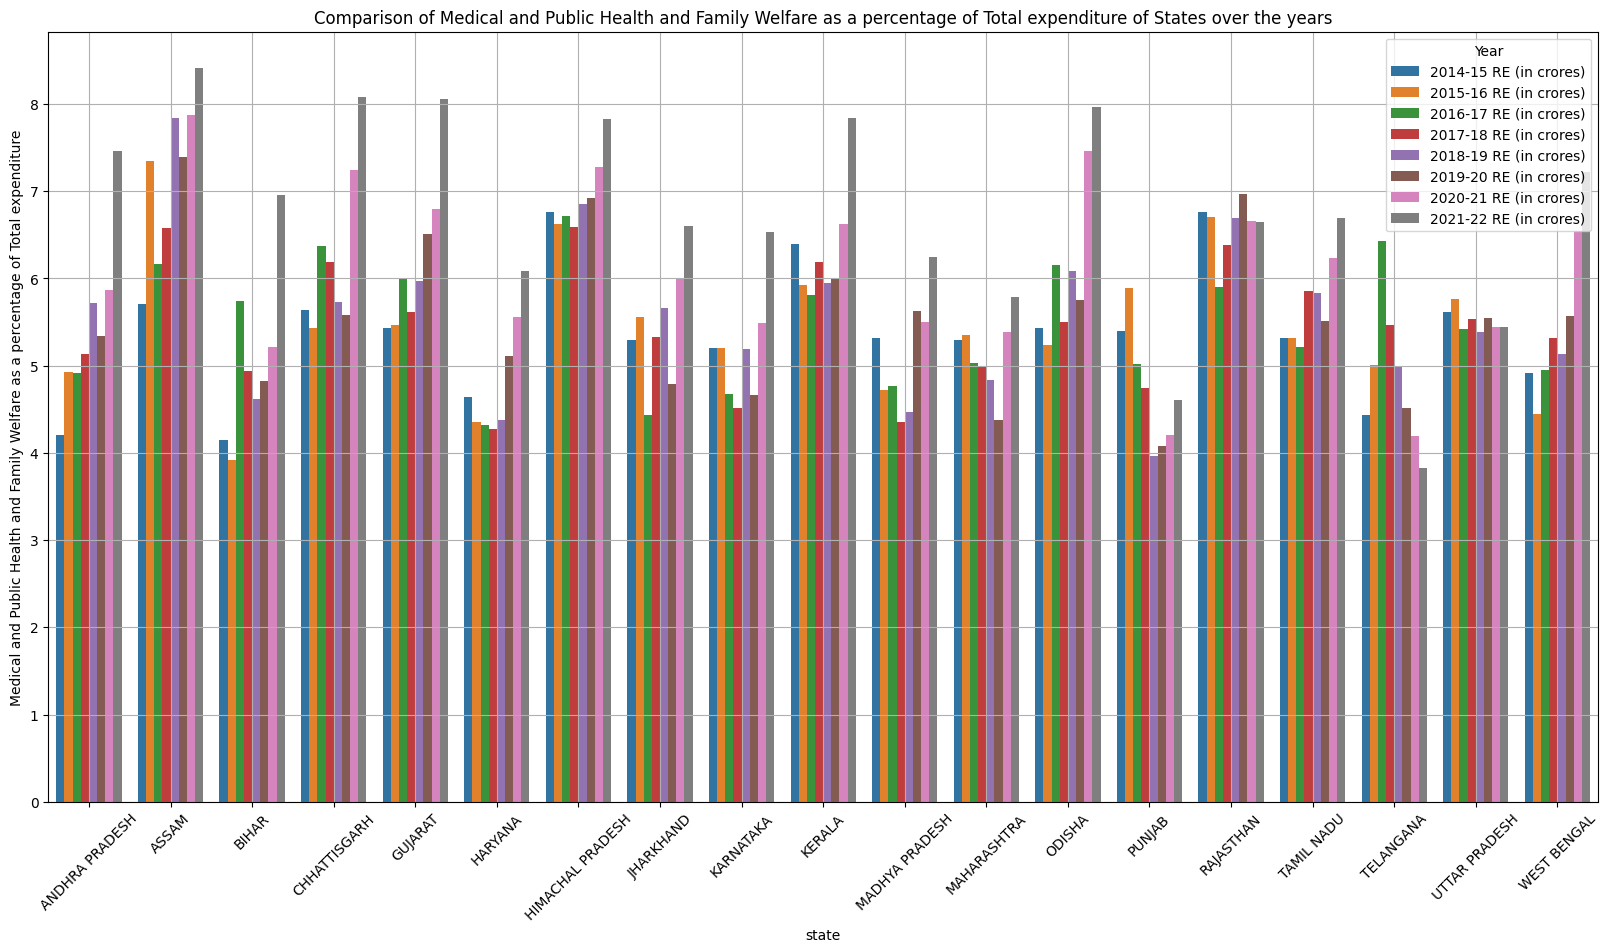 Comparison of Medical and Public Health and Family Welfare as a percentage of Total expenditure of States over the years
Medical and Public Health and Family Welfare as a percentage of Total expenditure
8
7
6
5
4
3
2
1
0
Year
2014-15 RE (in crores)
2015-16 RE (in crores)
2016-17 RE (in crores)
2017-18 RE (in crores)
2018-19 RE (in crores)
2019-20 RE (in crores)
2020-21 RE (in crores)
2021-22 RE (in crores)
ANDHRA PRADESH
ASSAM
BIHAR
CHHATTISGARH
GUJARAT
HARYANA
HIMACHAL PRADESH
JHARKHAND
KARNATAKA
KERALA
MADHYA PRADESH
MAHARASHTRA
ODISHA
PUNJAB
RAJASTHAN
TAMIL NADU
TELANGANA
UTTAR PRADESH
WEST BENGAL
state